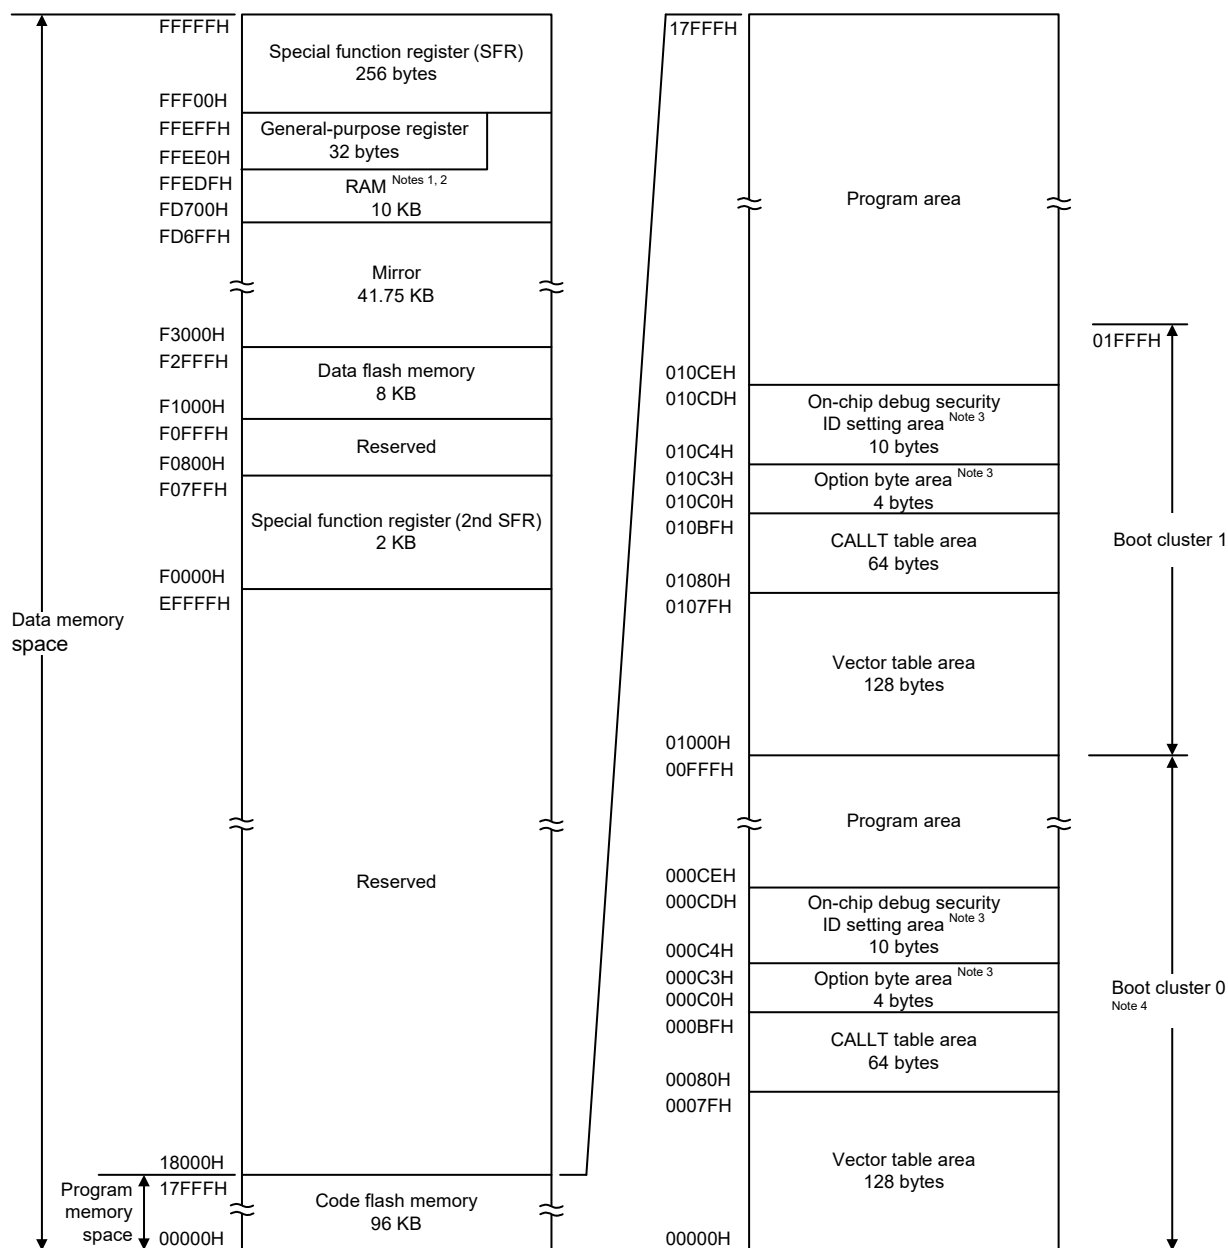 FFFFFH
Special function register (SFR)
256 bytes
FFF00H
FFEFFH
General-purpose register
32 bytes
FFEE0H
FFEDFH
RAM Notes 1, 2
10 KB
FD700H
FD6FFH
Mirror
41.75 KB
F3000H
F2FFFH
Data flash memory
8 KB
F1000H
F0FFFH
Reserved
F0800H
F07FFH
Special function register (2nd SFR)
2 KB
F0000H
EFFFFH
Data memory
space
Reserved
18000H
17FFFH
Program
memory
space
Code flash memory
96 KB
00000H
17FFFH
Program area
01FFFH
010CEH
010CDH
On-chip debug security
ID setting area Note 3
10 bytes
010C4H
010C3H
Option byte area Note 3
4 bytes
010C0H
010BFH
CALLT table area
64 bytes
01080H
0107FH
Boot cluster 1
Vector table area
128 bytes
01000H
00FFFH
Program area
000CEH
000CDH
On-chip debug security
ID setting area Note 3
10 bytes
000C4H
000C3H
Option byte area Note 3
4 bytes
000C0H
000BFH
Boot cluster 0
Note 4
CALLT table area
64 bytes
00080H
0007FH
Vector table area
128 bytes
00000H